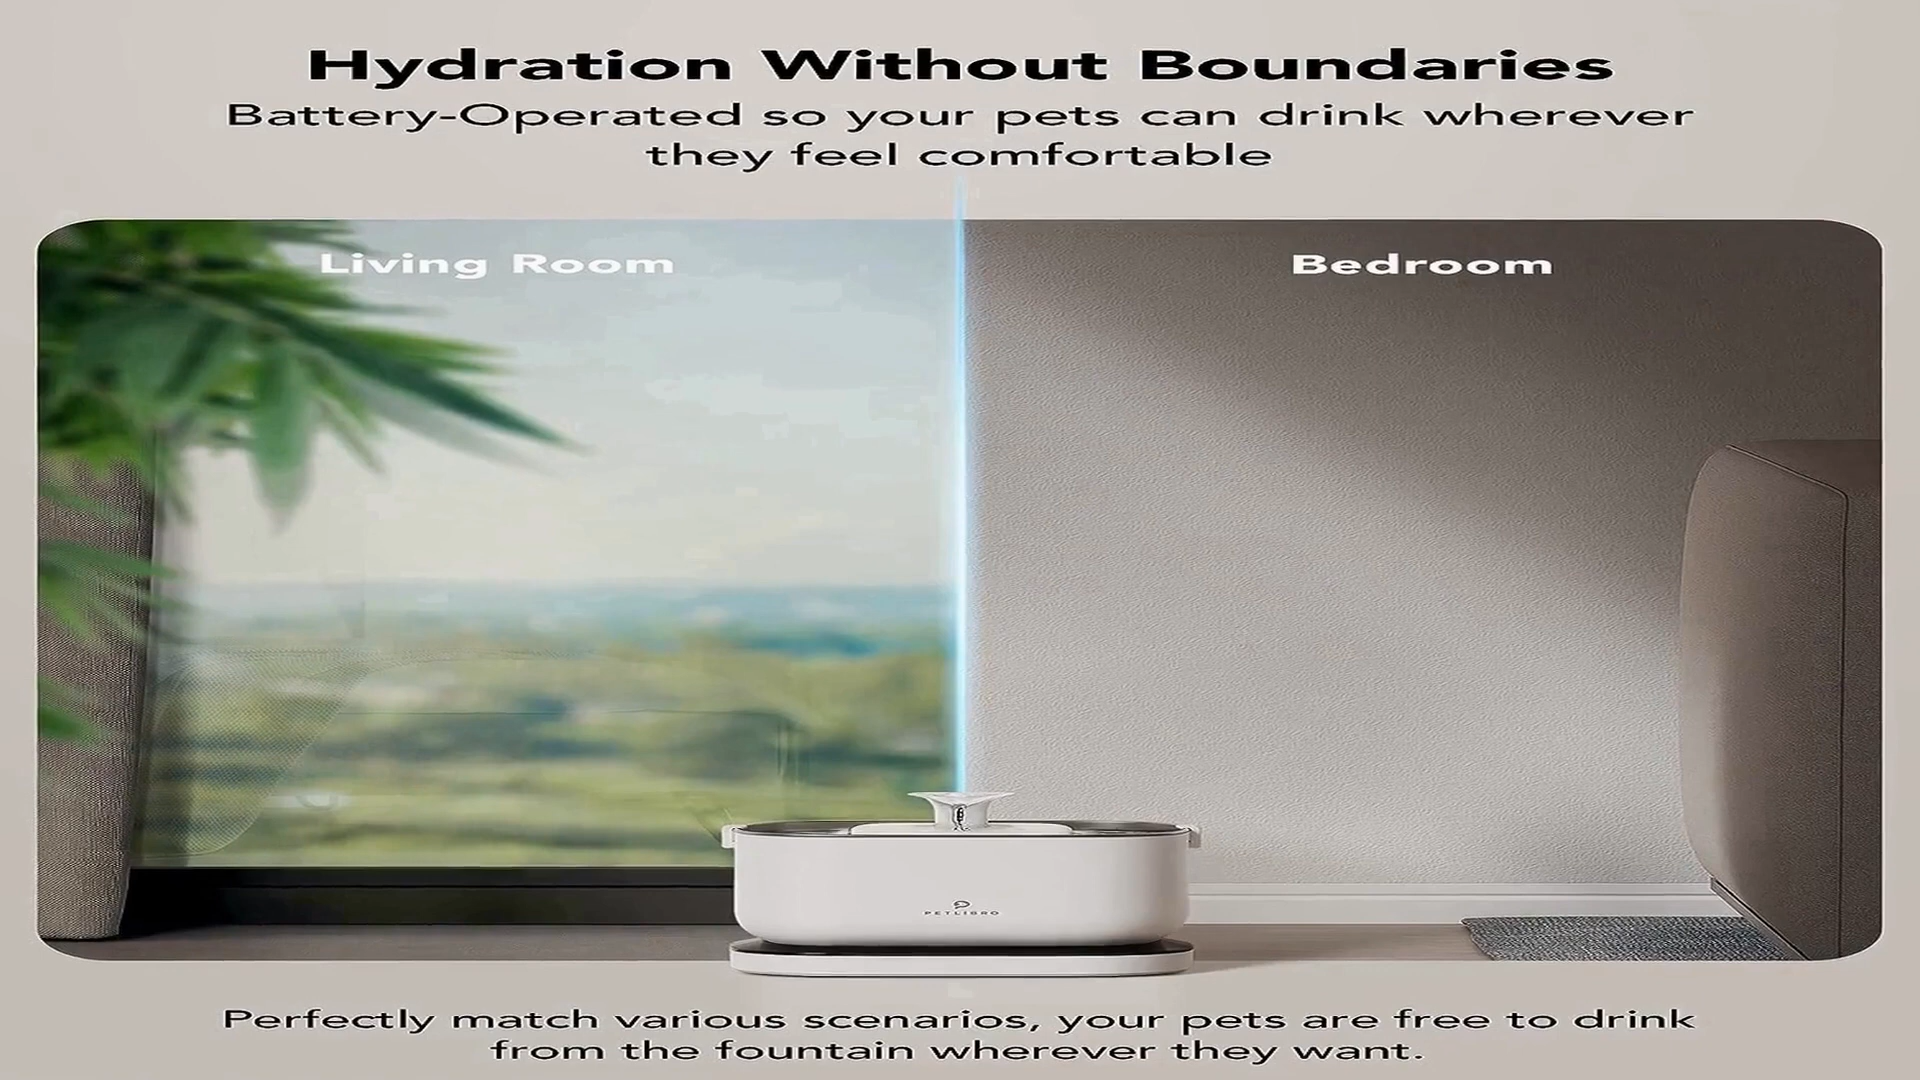 Hydration Without Boundaries
Battery-Operated so your pets can drink wherever
they feel comfortable
Living Room
Bedroom
PETLIBRO
Perfectly match various scenarios, your pets are free to drink
from the fountain wherever they want.